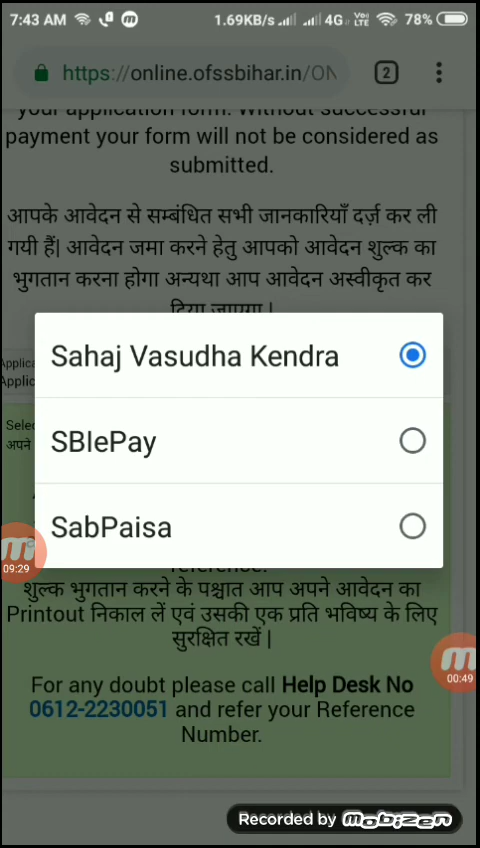 7:43 AM 1.69KB/s 4G VoLTE 78%
https://online.ofssbihar.in/ON
2
your application form. Without successful
payment your form will not be considered as
submitted.
आपके आवेदन से सम्बंधित सभी जानकारियाँ दर्ज़ कर ली
गयी हैं| आवेदन जमा करने हेतु आपको आवेदन शुल्क का
भुगतान करना होगा अन्यथा आप आवेदन अस्वीकृत कर
दिया जाएगा |
Sahaj Vasudha Kendra
SBIePay
SabPaisa
09:29
reference.
शुल्क भुगतान करने के पश्चात आप अपने आवेदन का
Printout निकाल लें एवं उसकी एक प्रति भविष्य के लिए
सुरक्षित रखें |
00:49
For any doubt please call Help Desk No
0612-2230051 and refer your Reference
Number.
Recorded by mobizen